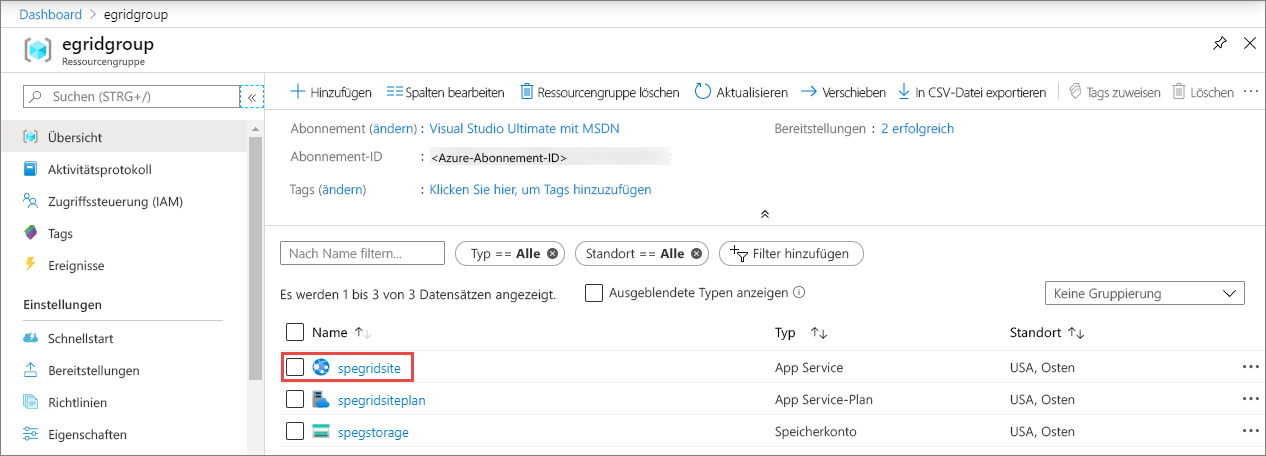 Dashboard > egridgroup
egridgroup
Ressourcengruppe
Suchen (STRG+/)
«
Hinzufügen Spalten bearbeiten Ressourcengruppe löschen Aktualisieren Verschieben In CSV-Datei exportieren Tags zuweisen Löschen ...
Übersicht
Aktivitätsprotokoll
Zugriffssteuerung (IAM)
Tags
Ereignisse
Einstellungen
Schnellstart
Bereitstellungen
Richtlinien
Eigenschaften
Abonnement (ändern) : Visual Studio Ultimate mit MSDN
Bereitstellungen : 2 erfolgreich
Abonnement-ID : <Azure-Abonnement-ID>
Tags (ändern) : Klicken Sie hier, um Tags hinzuzufügen
Nach Name filtern... Typ == Alle Standort == Alle Filter hinzufügen
Es werden 1 bis 3 von 3 Datensätzen angezeigt. Ausgeblendete Typen anzeigen Keine Gruppierung
Name Typ Standort
spegridsite App Service USA, Osten ...
spegridsiteplan App Service-Plan USA, Osten ...
spegstorage Speicherkonto USA, Osten ...